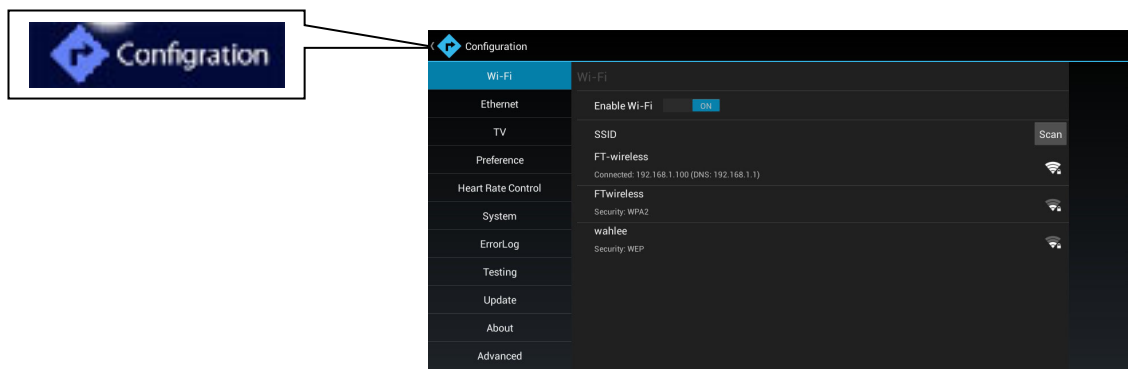 Configration
Configuration
Wi-Fi
Ethernet
TV
Preference
Heart Rate Control
System
ErrorLog
Testing
Update
About
Advanced
Wi-Fi
Enable Wi-Fi ON
SSID Scan
FT-wireless
Connected: 192.168.1.100 (DNS: 192.168.1.1)
FTwireless
Security: WPA2
wahlee
Security: WEP